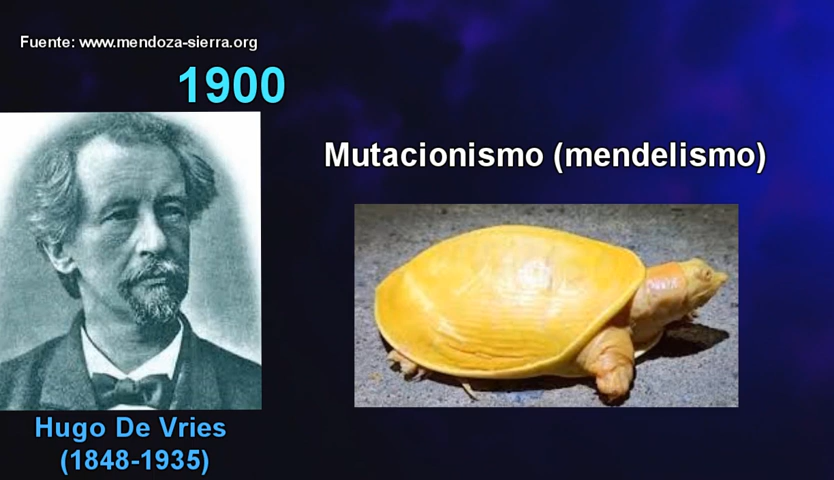 Fuente: www.mendoza-sierra.org
1900
Mutacionismo (mendelismo)
Hugo De Vries
(1848-1935)